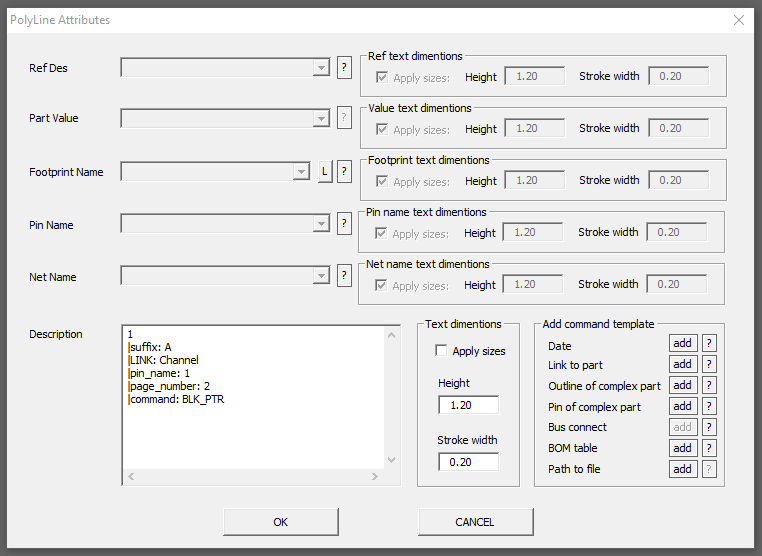 PolyLine Attributes
Ref Des ? Ref text dimentions
Apply sizes: Height 1.20 Stroke width 0.20
Part Value ? Value text dimentions
Apply sizes: Height 1.20 Stroke width 0.20
Footprint Name L ? Footprint text dimentions
Apply sizes: Height 1.20 Stroke width 0.20
Pin Name ? Pin name text dimentions
Apply sizes: Height 1.20 Stroke width 0.20
Net Name ? Net name text dimentions
Apply sizes: Height 1.20 Stroke width 0.20
Description
1
|suffix: A
|LINK: Channel
|pin_name: 1
|page_number: 2
|command: BLK_PTR
Text dimentions
Apply sizes
Height
1.20
Stroke width
0.20
Add command template
Date add ?
Link to part add ?
Outline of complex part add ?
Pin of complex part add ?
Bus connect add ?
BOM table add ?
Path to file add ?
OK CANCEL